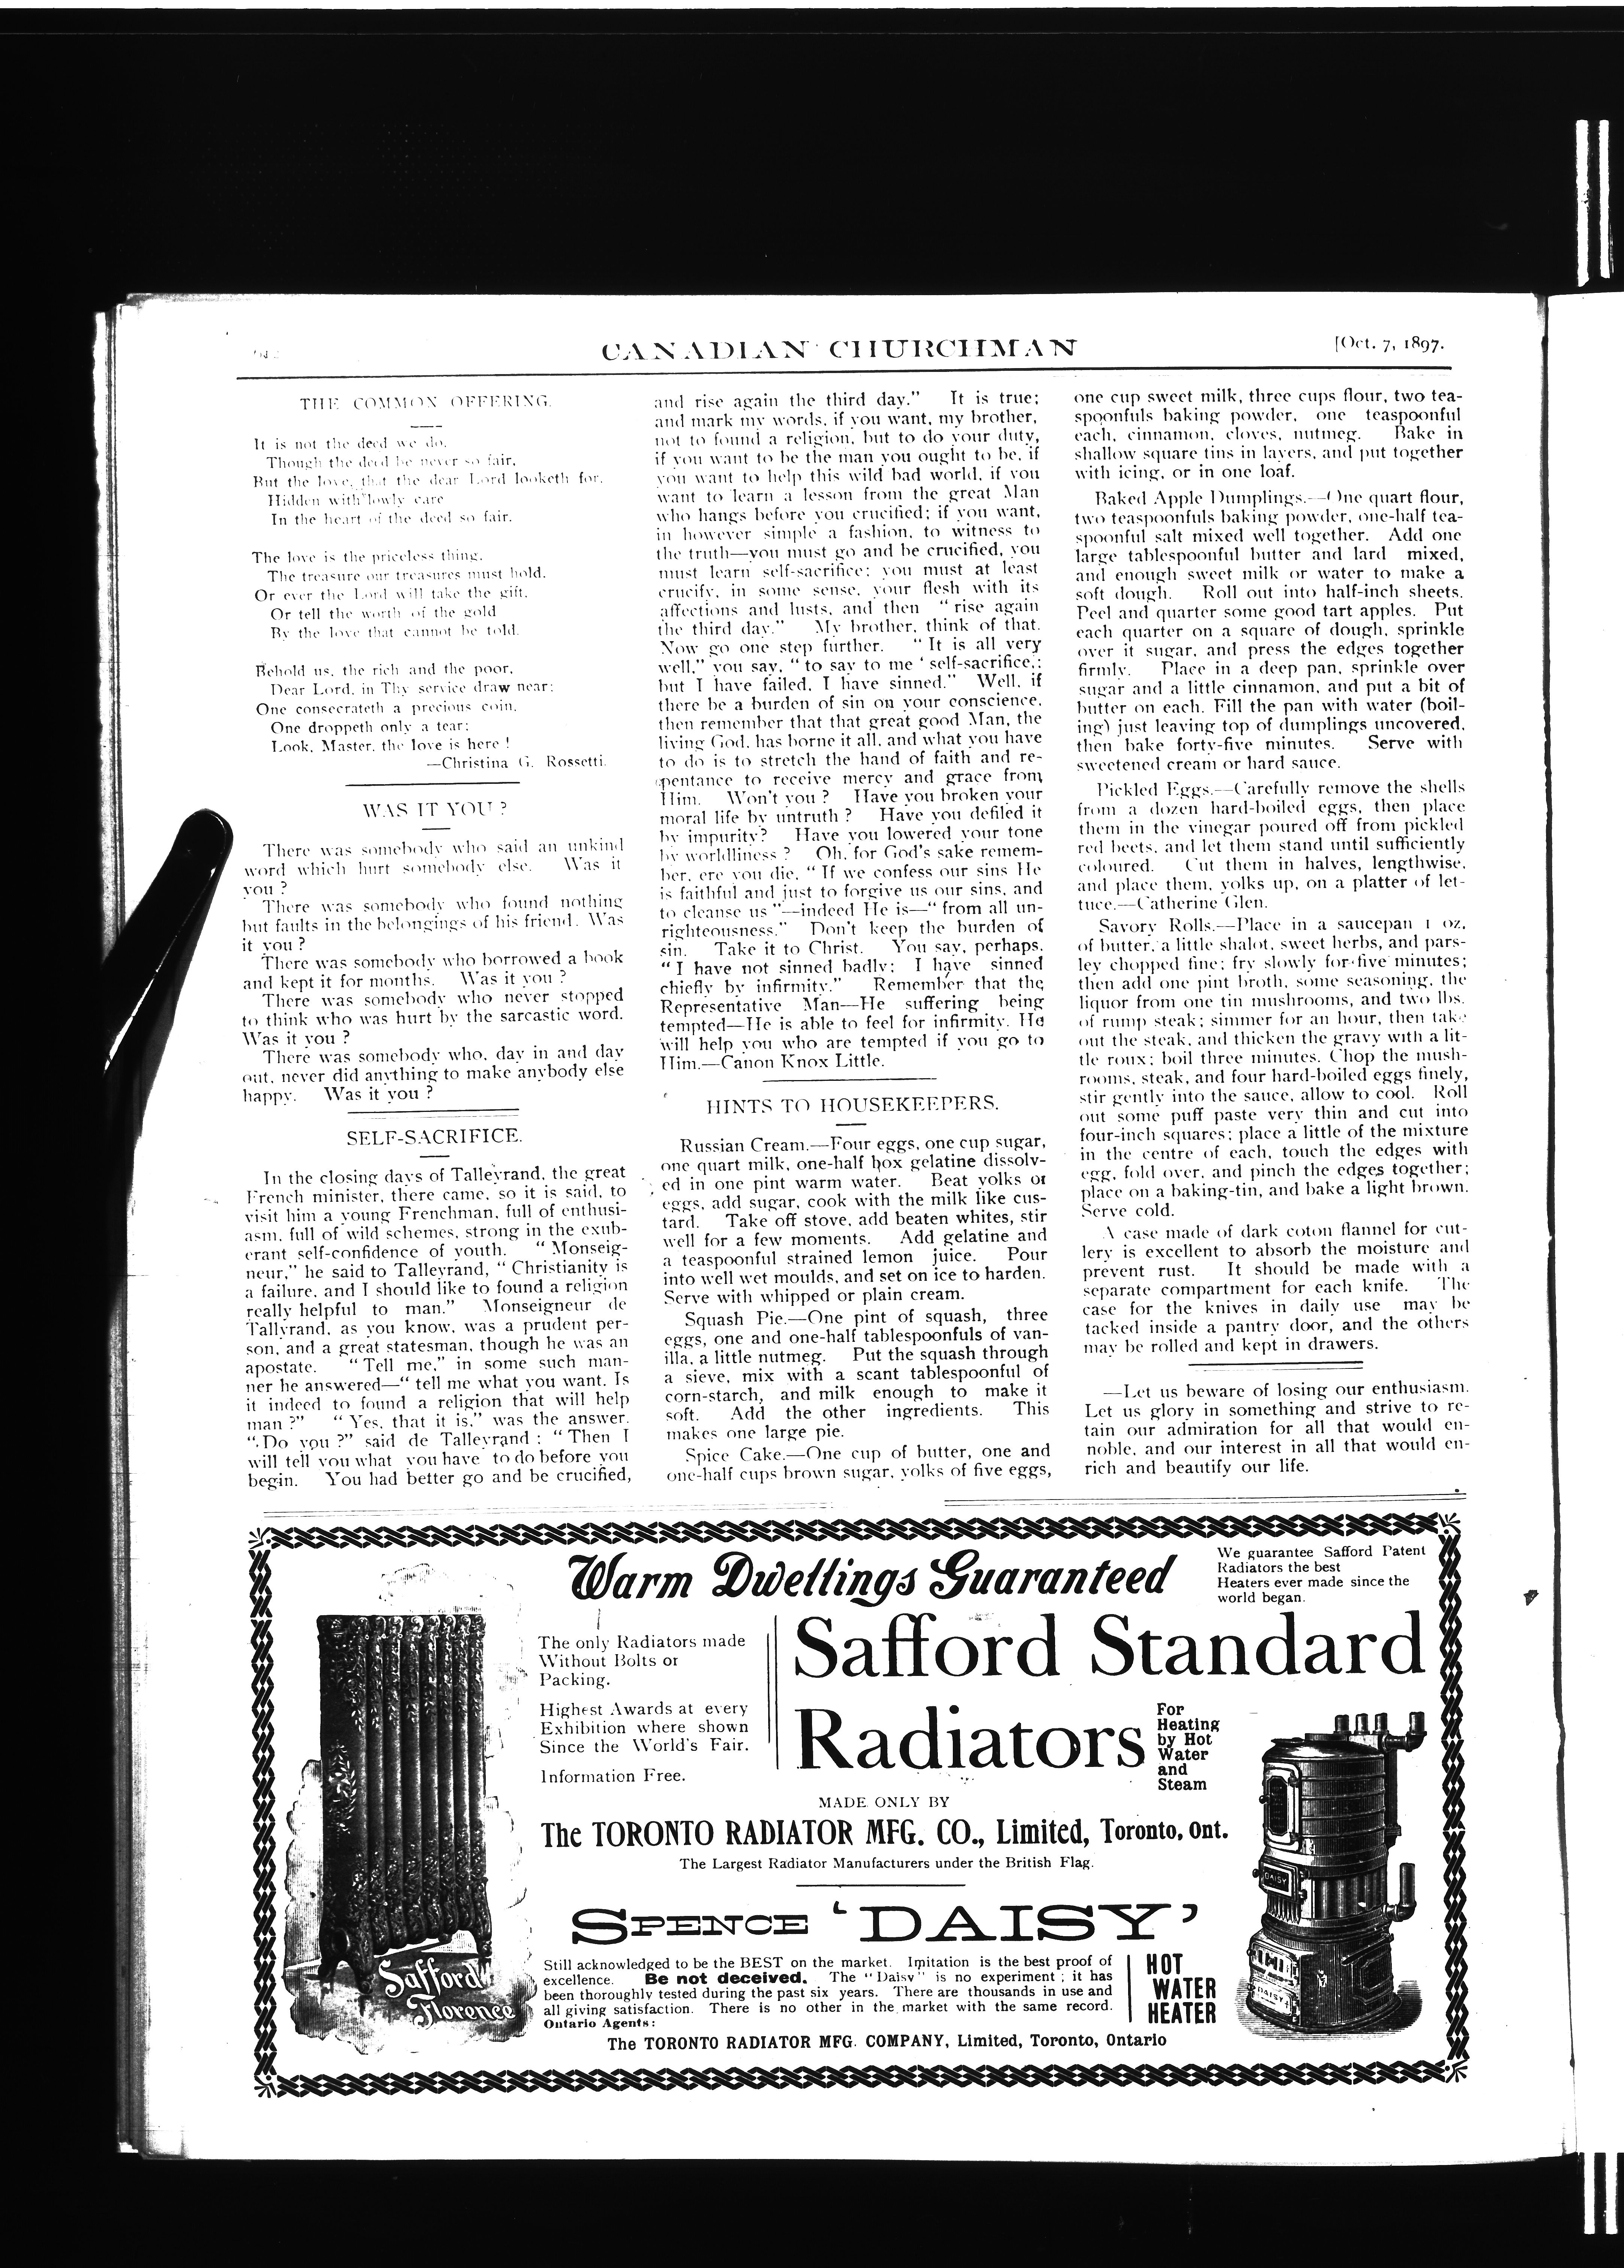 CANADIAN CHURCHMAN
[Oct. 7, 1897.
THE COMMON OFFERING.
It is not the deed we do,
Though the deed be never so fair,
But the love, that the dear Lord looketh for,
Hidden with lowly care
In the heart of the deed so fair.
The love is the priceless thing,
The treasure our treasures must hold,
Or ever the Lord will take the gift,
Or tell the worth of the gold
By the love that cannot be told.
Behold us, the rich and the poor,
Dear Lord, in Thy service draw near;
One consecrateth a precious coin,
One droppeth only a tear;
Look, Master, the love is here!
—Christina G. Rossetti.
WAS IT YOU?
There was somebody who said an unkind
word which hurt somebody else. Was it
you?
There was somebody who found nothing
but faults in the belongings of his friend. Was
it you?
There was somebody who borrowed a book
and kept it for months. Was it you?
There was somebody who never stopped
to think who was hurt by the sarcastic word.
Was it you?
There was somebody who, day in and day
out, never did anything to make anybody else
happy. Was it you?
SELF-SACRIFICE.
In the closing days of Talleyrand, the great
French minister, there came, so it is said, to
visit him a young Frenchman, full of enthusi-
asm, full of wild schemes, strong in the exub-
erant self-confidence of youth. "Monseig-
neur," he said to Talleyrand, "Christianity is
a failure, and I should like to found a religion
really helpful to man." Monseigneur de
Tallyrand, as you know, was a prudent per-
son, and a great statesman, though he was an
apostate. "Tell me," in some such man-
ner he answered—"tell me what you want. Is
it indeed to found a religion that will help
man?" "Yes, that it is," was the answer.
"Do you?" said de Talleyrand: "Then I
will tell you what you have to do before you
begin. You had better go and be crucified,
and rise again the third day." It is true;
and mark my words, if you want, my brother,
not to found a religion, but to do your duty,
if you want to be the man you ought to be, if
you want to help this wild bad world, if you
want to learn a lesson from the great Man
who hangs before you crucified; if you want,
in however simple a fashion, to witness to
the truth—you must go and be crucified, you
must learn self-sacrifice; you must at least
crucify, in some sense, your flesh with its
affections and lusts, and then "rise again
the third day." My brother, think of that.
Now go one step further. "It is all very
well," you say, "to say to me 'self-sacrifice,;
but I have failed, I have sinned." Well, if
there be a burden of sin on your conscience,
then remember that that great good Man, the
living God, has borne it all, and what you have
to do is to stretch the hand of faith and re-
pentance to receive mercy and grace from
Him. Won't you? Have you broken your
moral life by untruth? Have you defiled it
by impurity? Have you lowered your tone
by worldliness? Oh, for God's sake remem-
ber, ere you die, "If we confess our sins He
is faithful and just to forgive us our sins, and
to cleanse us"—indeed He is—"from all un-
righteousness." Don't keep the burden of
sin. Take it to Christ. You say, perhaps,
"I have not sinned badly; I have sinned
chiefly by infirmity." Remember that the
Representative Man—He suffering being
tempted—He is able to feel for infirmity. He
will help you who are tempted if you go to
Him.—Canon Knox Little.
HINTS TO HOUSEKEEPERS.
Russian Cream.—Four eggs, one cup sugar,
one quart milk, one-half box gelatine dissolv-
ed in one pint warm water. Beat yolks of
eggs, add sugar, cook with the milk like cus-
tard. Take off stove, add beaten whites, stir
well for a few moments. Add gelatine and
a teaspoonful strained lemon juice. Pour
into well wet moulds, and set on ice to harden.
Serve with whipped or plain cream.
Squash Pie.—One pint of squash, three
eggs, one and one-half tablespoonfuls of van-
illa, a little nutmeg. Put the squash through
a sieve, mix with a scant tablespoonful of
corn-starch, and milk enough to make it
soft. Add the other ingredients. This
makes one large pie.
Spice Cake.—One cup of butter, one and
one-half cups brown sugar, yolks of five eggs,
one cup sweet milk, three cups flour, two tea-
spoonfuls baking powder, one teaspoonful
each, cinnamon, cloves, nutmeg. Bake in
shallow square tins in layers, and put together
with icing, or in one loaf.
Baked Apple Dumplings.—One quart flour,
two teaspoonfuls baking powder, one-half tea-
spoonful salt mixed well together. Add one
large tablespoonful butter and lard mixed,
and enough sweet milk or water to make a
soft dough. Roll out into half-inch sheets.
Peel and quarter some good tart apples. Put
each quarter on a square of dough, sprinkle
over it sugar, and press the edges together
firmly. Place in a deep pan, sprinkle over
sugar and a little cinnamon, and put a bit of
butter on each. Fill the pan with water (boil-
ing) just leaving top of dumplings uncovered,
then bake forty-five minutes. Serve with
sweetened cream or hard sauce.
Pickled Eggs.—Carefully remove the shells
from a dozen hard-boiled eggs, then place
them in the vinegar poured off from pickled
red beets, and let them stand until sufficiently
coloured. Cut them in halves, lengthwise,
and place them, yolks up, on a platter of let-
tuce.—Catherine Glen.
Savory Rolls.—Place in a saucepan 1 oz.
of butter, a little shalot, sweet herbs, and pars-
ley chopped fine; fry slowly for five minutes;
then add one pint broth, some seasoning, the
liquor from one tin mushrooms, and two lbs.
of rump steak; simmer for an hour, then take
out the steak, and thicken the gravy with a lit-
tle roux; boil three minutes. Chop the mush-
rooms, steak, and four hard-boiled eggs finely,
stir gently into the sauce, allow to cool. Roll
out some puff paste very thin and cut into
four-inch squares; place a little of the mixture
in the centre of each, touch the edges with
egg, fold over, and pinch the edges together;
place on a baking-tin, and bake a light brown.
Serve cold.
A case made of dark coton flannel for cut-
lery is excellent to absorb the moisture and
prevent rust. It should be made with a
separate compartment for each knife. The
case for the knives in daily use may be
tacked inside a pantry door, and the others
may be rolled and kept in drawers.
—Let us beware of losing our enthusiasm.
Let us glory in something and strive to re-
tain our admiration for all that would en-
noble, and our interest in all that would en-
rich and beautify our life.
Warm Dwellings Guaranteed
We guarantee Safford Patent
Radiators the best
Heaters ever made since the
world began.
The only Radiators made
Without Bolts or
Packing.
Highest Awards at every
Exhibition where shown
Since the World's Fair.
Information Free.
Safford Standard
Radiators
For
Heating
by Hot
Water
and
Steam
MADE ONLY BY
The TORONTO RADIATOR MFG. CO., Limited, Toronto, Ont.
The Largest Radiator Manufacturers under the British Flag.
SPENCE 'DAISY'
Still acknowledged to be the BEST on the market. Imitation is the best proof of
excellence. Be not deceived. The "Daisy" is no experiment; it has
been thoroughly tested during the past six years. There are thousands in use and
all giving satisfaction. There is no other in the market with the same record.
Ontario Agents:
HOT
WATER
HEATER
The TORONTO RADIATOR MFG. COMPANY, Limited, Toronto, Ontario
Safford
Florence
DAISY
DAISY